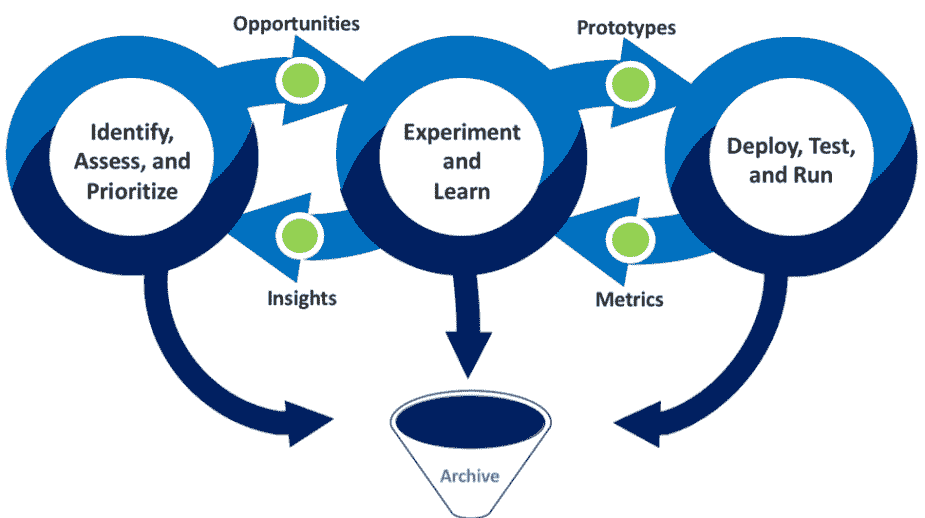 Opportunities
Prototypes
Identify,
Assess, and
Prioritize
Experiment
and
Learn
Deploy, Test,
and Run
Insights
Metrics
Archive